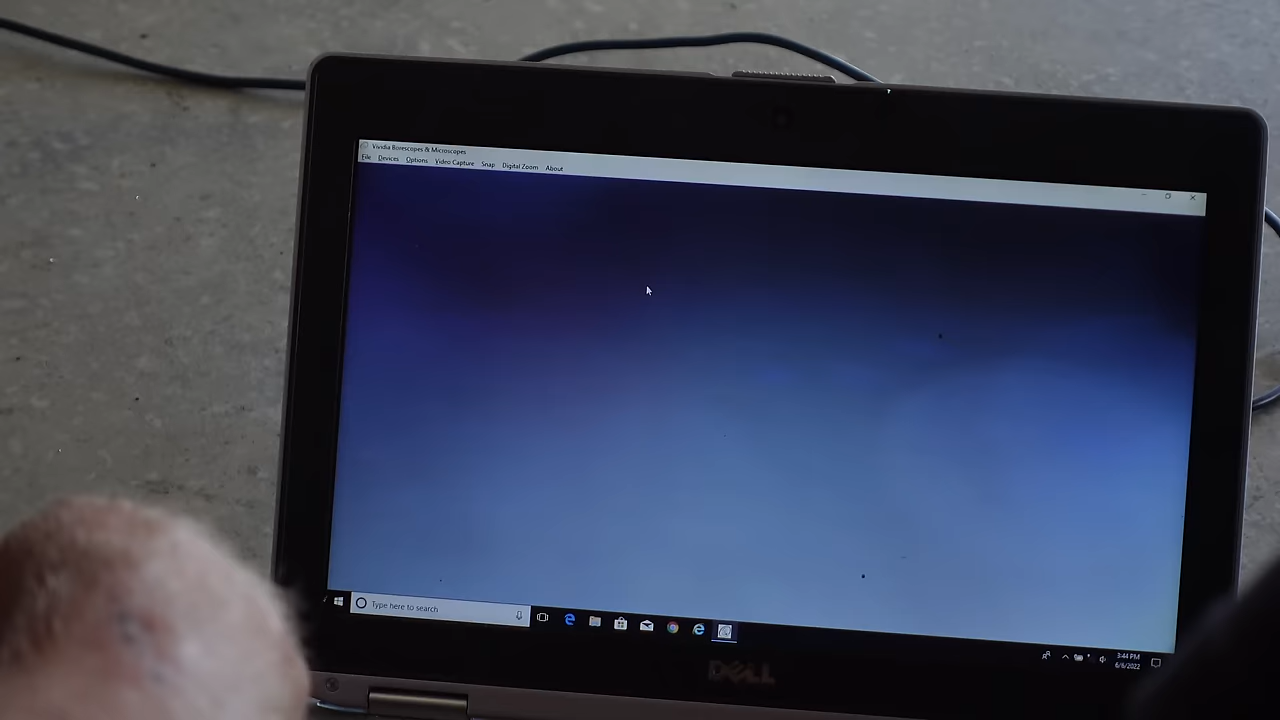 Vividia Borescopes & Microscopes
File Devices Options Video Capture Snap Digital Zoom About
Type here to search
3:44 PM
6/6/2022
DELL